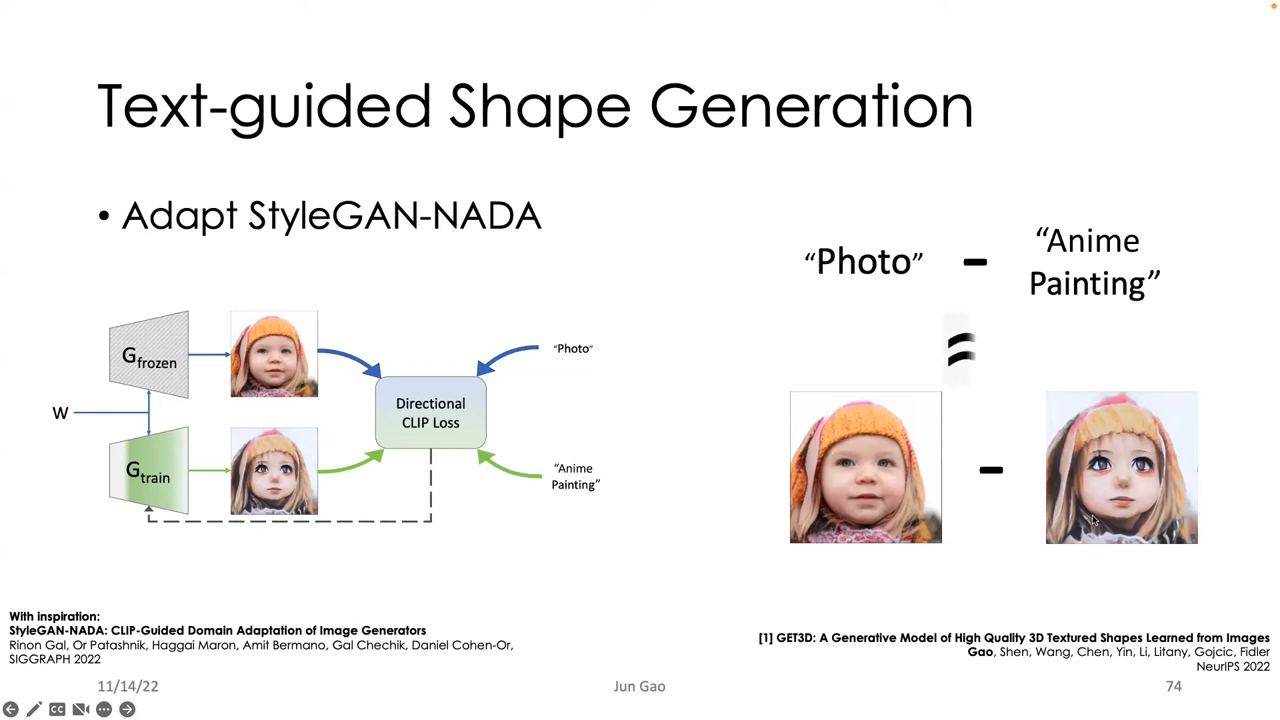 Text-guided Shape Generation
• Adapt StyleGAN-NADA
G frozen
W
G train
Directional
CLIP Loss
“Photo”
“Anime
Painting”
“Photo” - “Anime
Painting”
≈
-
With inspiration:
StyleGAN-NADA: CLIP-Guided Domain Adaptation of Image Generators
Rinon Gal, Or Patashnik, Haggai Maron, Amit Bermano, Gal Chechik, Daniel Cohen-Or,
SIGGRAPH 2022
[1] GET3D: A Generative Model of High Quality 3D Textured Shapes Learned from Images
Gao, Shen, Wang, Chen, Yin, Li, Litany, Gojcic, Fidler
NeurIPS 2022
11/14/22
Jun Gao
74
CC